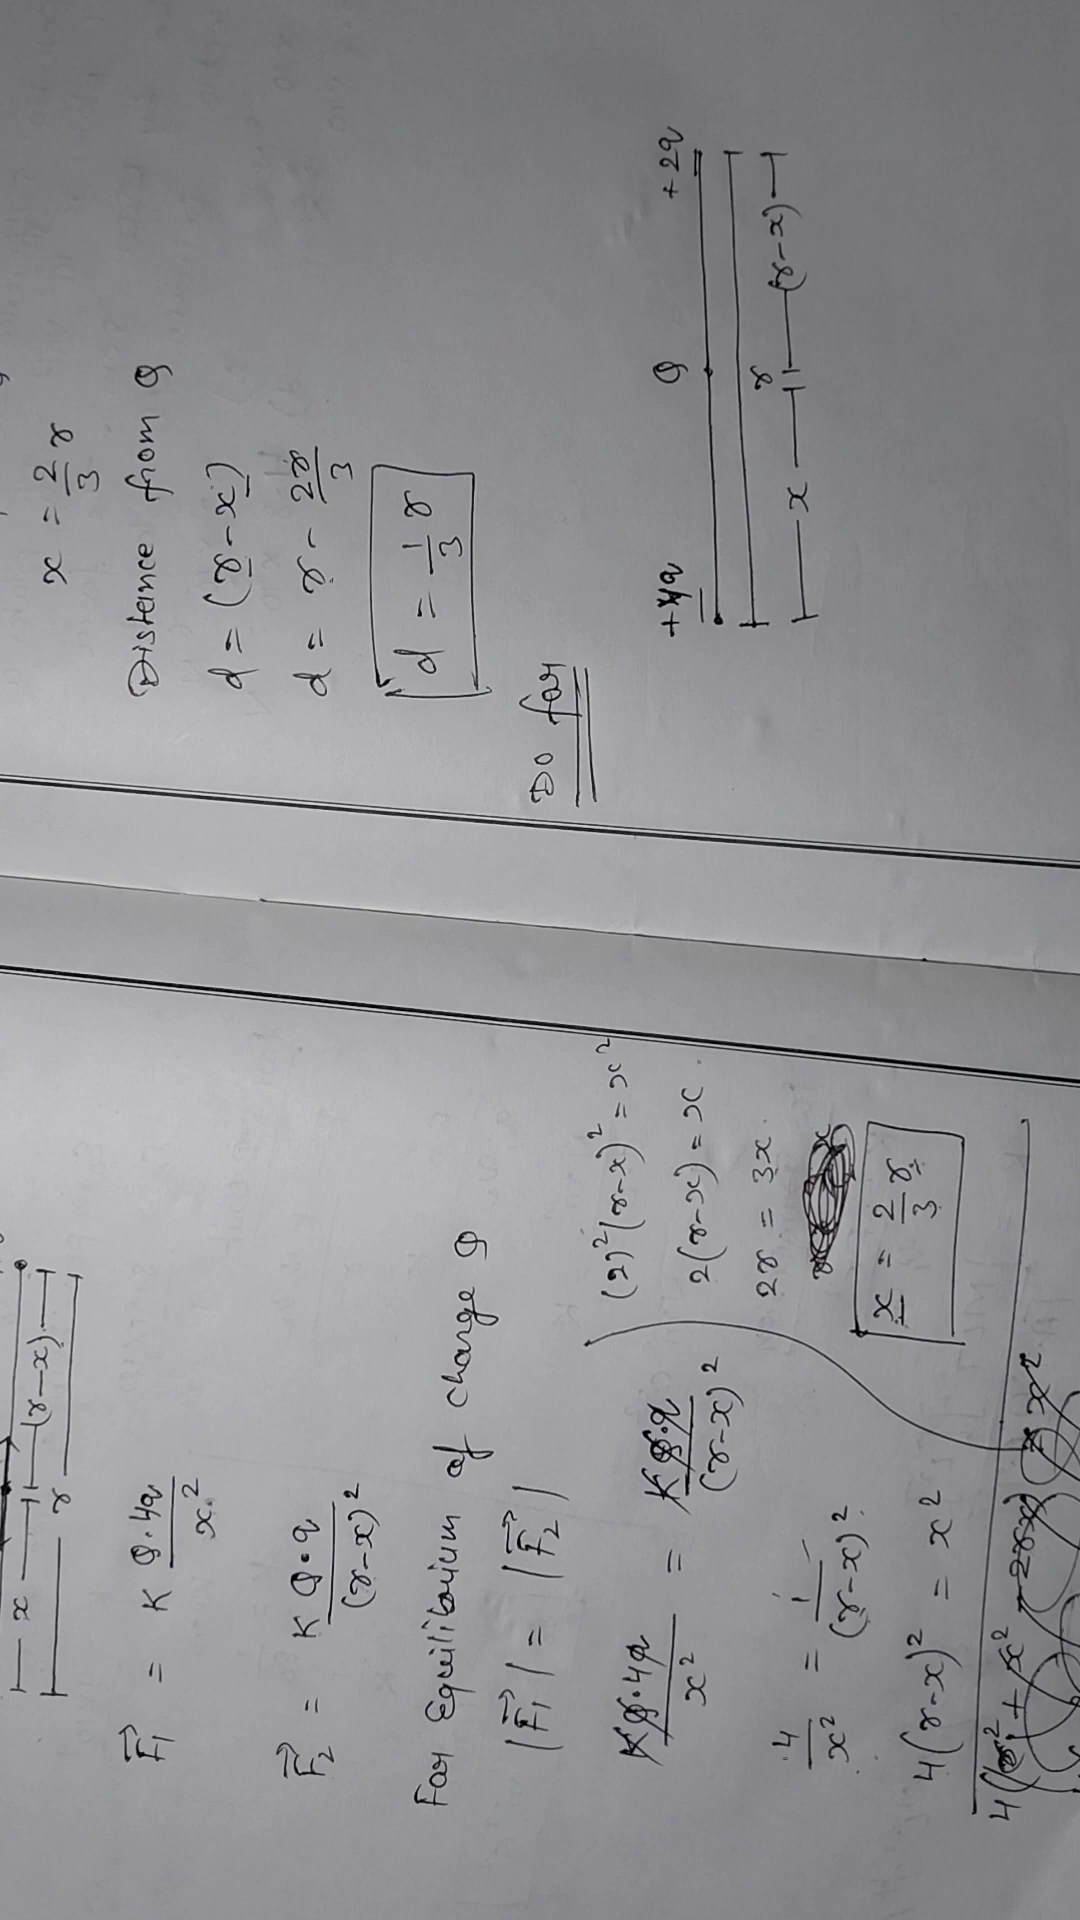 x (r-x)
r
F₁ = K Q·4q/x²
F₂ = K Q·q/(r-x)²
For Equilibrium of charge Q
|F₁| = |F₂|
KQ·4q/x² = KQ·q/(r-x)²
4/x² = 1/(r-x)²
4(r-x)² = x²
(2)²(r-x)² = x²
2(r-x) = x.
2r = 3x.
x = 2/3 r
x = 2/3 r
Distance from Q
d = (r-x)
d = r - 2r/3
d = 1/3 r
Do for
+4q Q +2q
r
x (r-x)